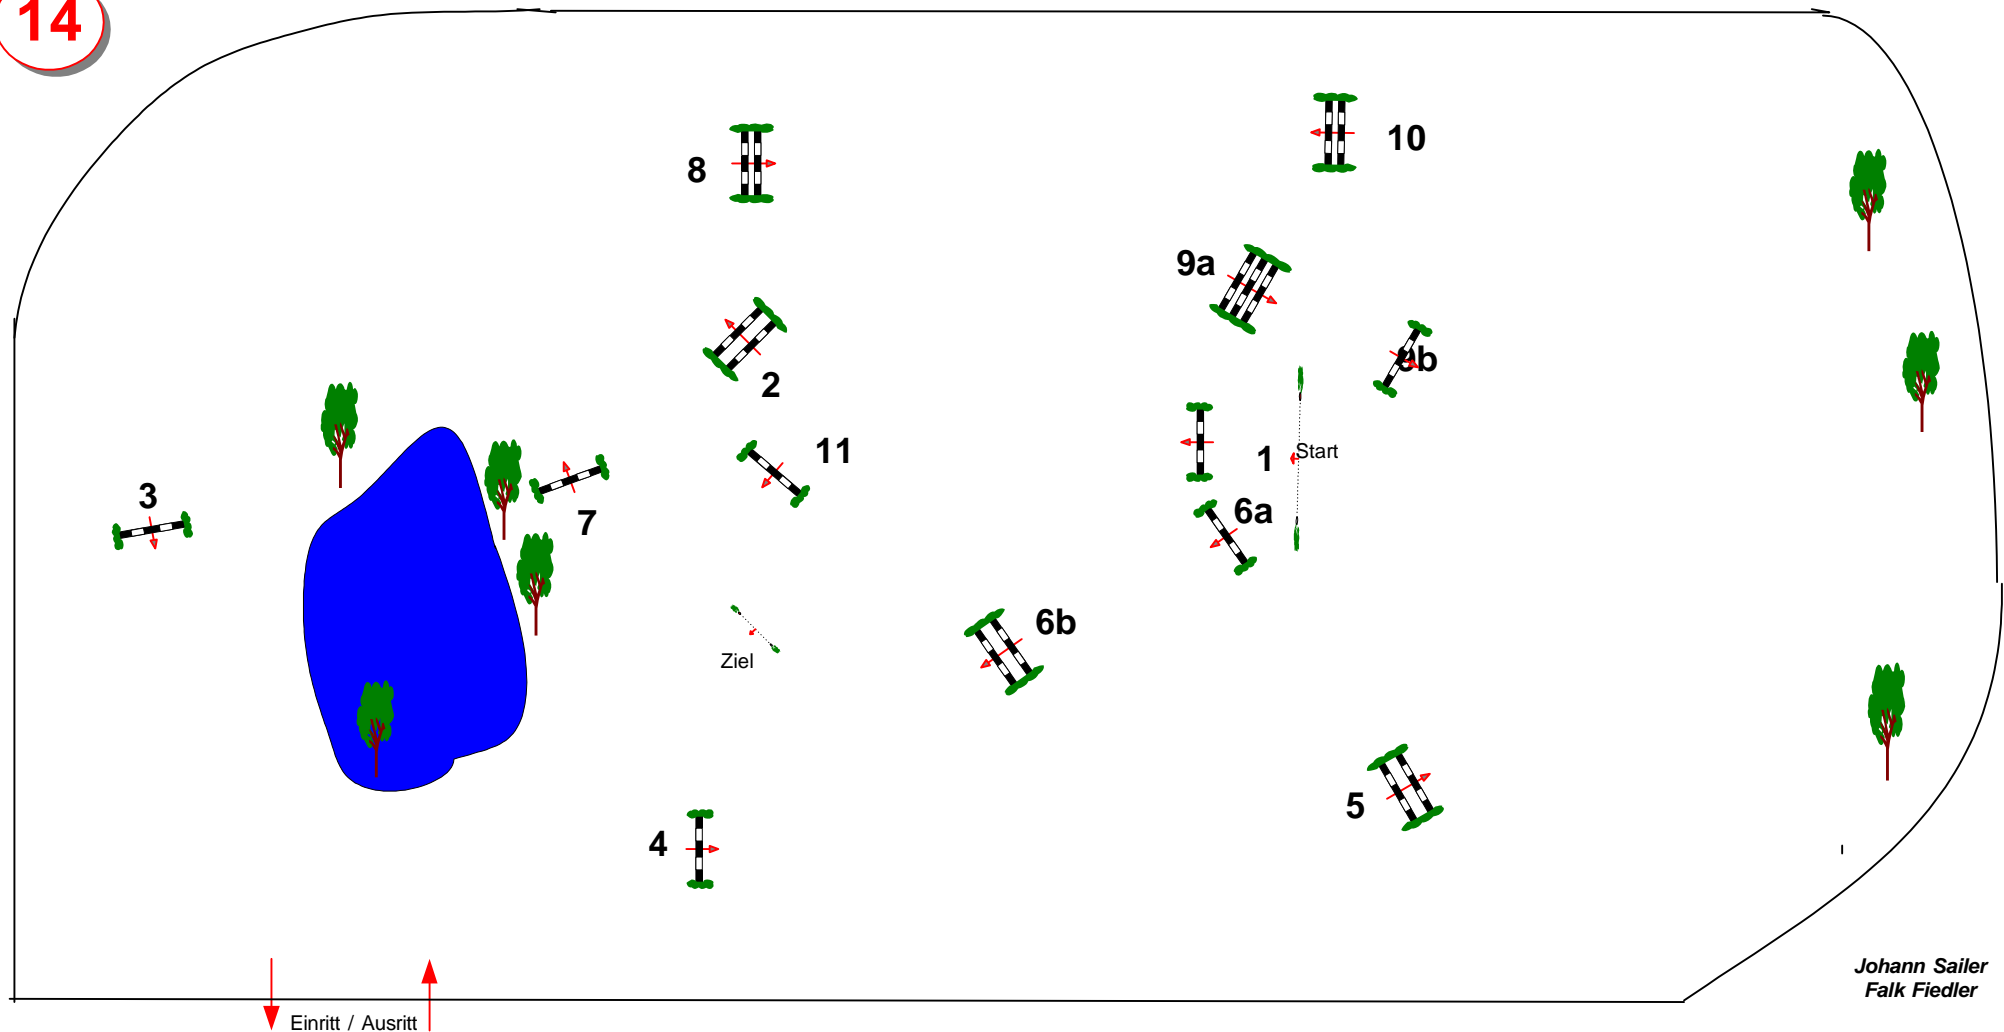 14
8
10
9a
9b
2
11
1
Start
3
7
6a
6b
Ziel
5
4
Johann Sailer
Falk Fiedler
Einritt / Ausritt